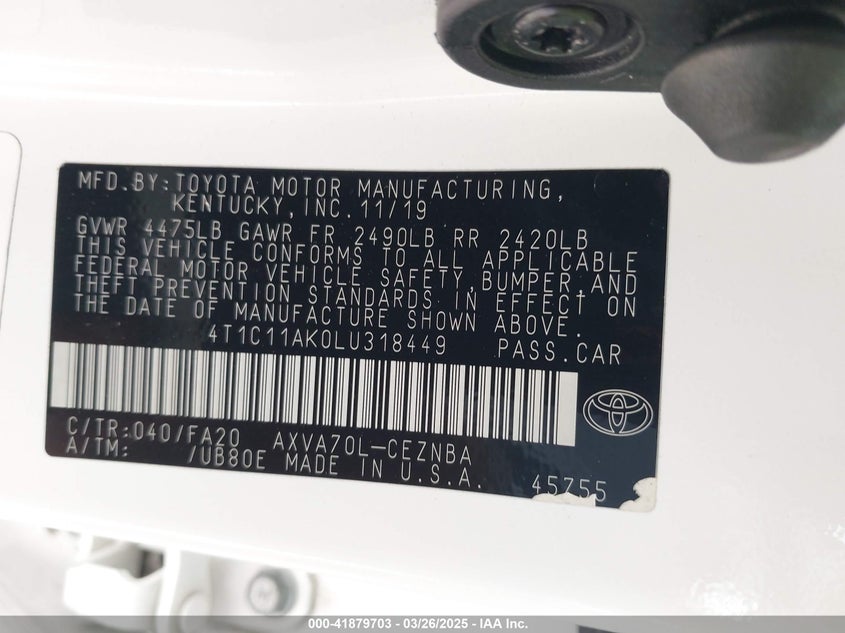 MFD.BY:TOYOTA MOTOR MANUFACTURING,
KENTUCKY,INC.11/19
GVWR 4475LB GAWR FR 2490LB RR 2420LB
THIS VEHICLE CONFORMS TO ALL APPLICABLE
FEDERAL MOTOR VEHICLE SAFETY,BUMPER,AND
THEFT PREVENTION STANDARDS IN EFFECT ON
THE DATE OF MANUFACTURE SHOWN ABOVE.
4T1C11AK0LU318449 PASS.CAR
C/TR:040/FA20 AXVA70L-CEZNBA
A/TM: /UB80E MADE IN U.S.A.
45755
000-41879703 - 03/26/2025 - IAA Inc.